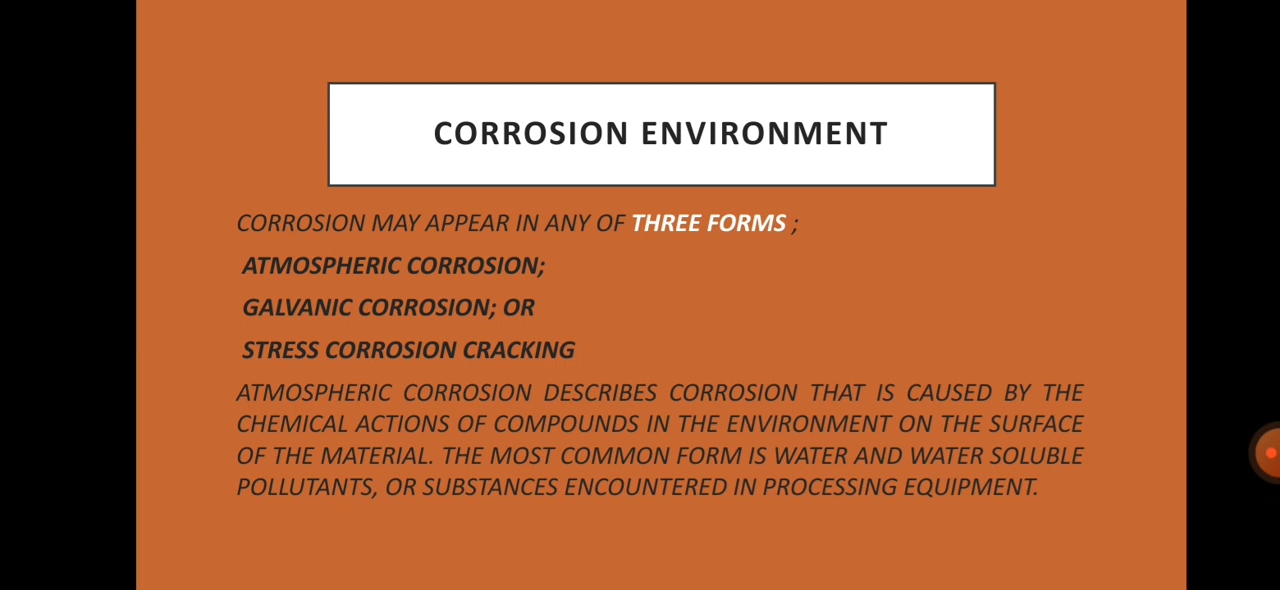 CORROSION ENVIRONMENT
CORROSION MAY APPEAR IN ANY OF THREE FORMS ;
ATMOSPHERIC CORROSION;
GALVANIC CORROSION; OR
STRESS CORROSION CRACKING
ATMOSPHERIC CORROSION DESCRIBES CORROSION THAT IS CAUSED BY THE
CHEMICAL ACTIONS OF COMPOUNDS IN THE ENVIRONMENT ON THE SURFACE
OF THE MATERIAL. THE MOST COMMON FORM IS WATER AND WATER SOLUBLE
POLLUTANTS, OR SUBSTANCES ENCOUNTERED IN PROCESSING EQUIPMENT.